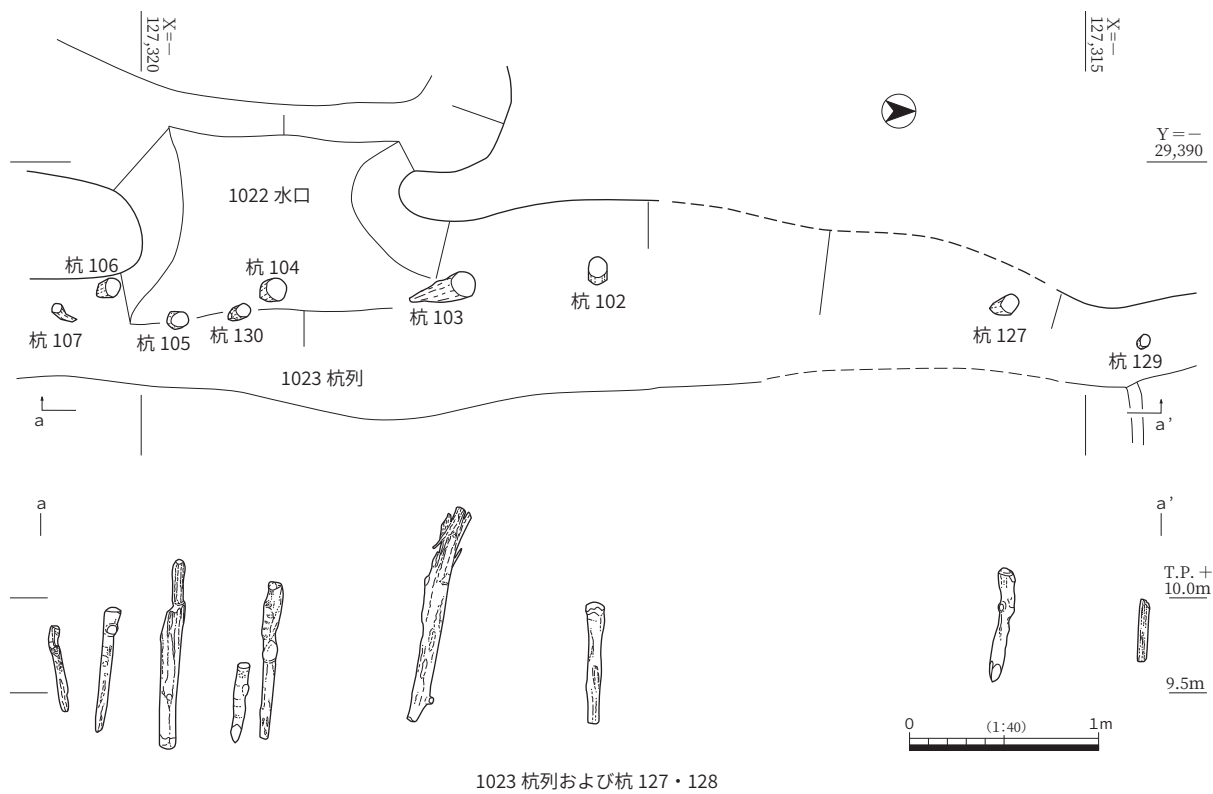 X=－
127,320
X=－
127,315
Y＝－
29,390
1022 水口
杭 106
杭 104
杭 102
杭 103
杭 107
杭 105
杭 130
杭 127
杭 129
1023 杭列
a
a’
a
a’
T.P.＋
10.0m
9.5m
0
(1:40)
1m
1023 杭列および杭 127・128